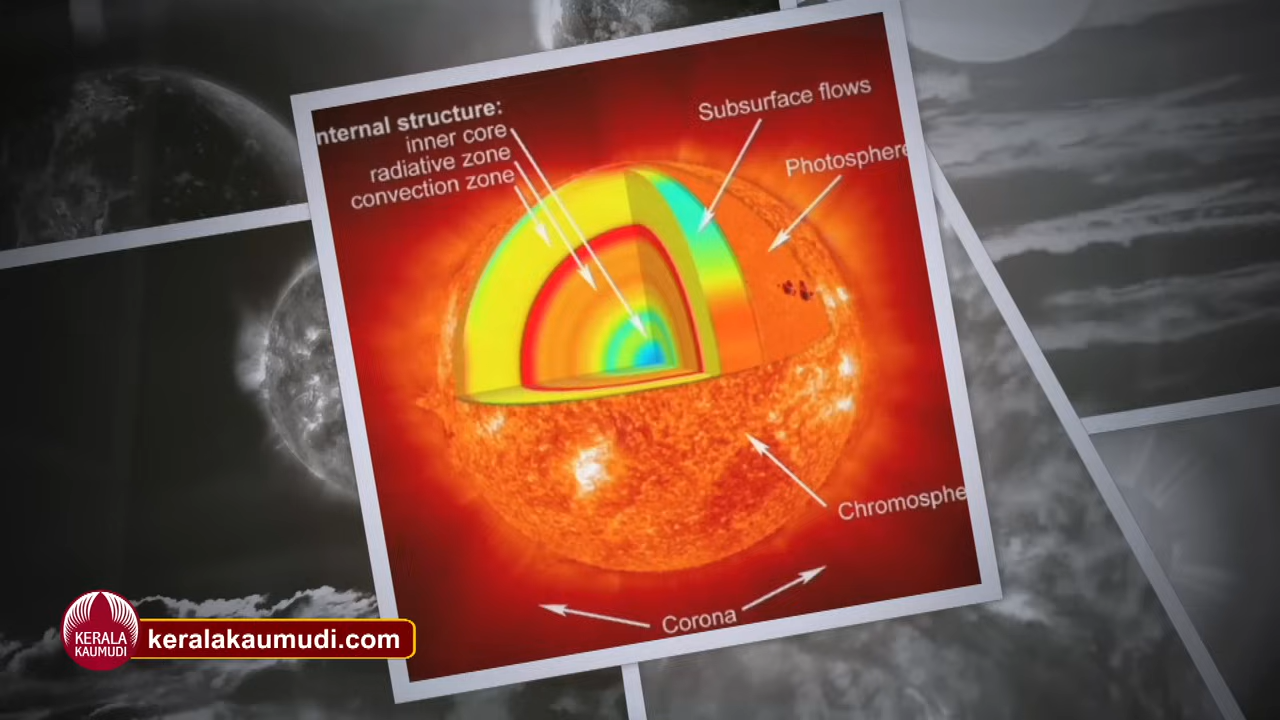 nternal structure:
inner core
radiative zone
convection zone
Subsurface flows
Photosphere
Chromosphe
Corona
KERALA
KAUMUDI
keralakaumudi.com